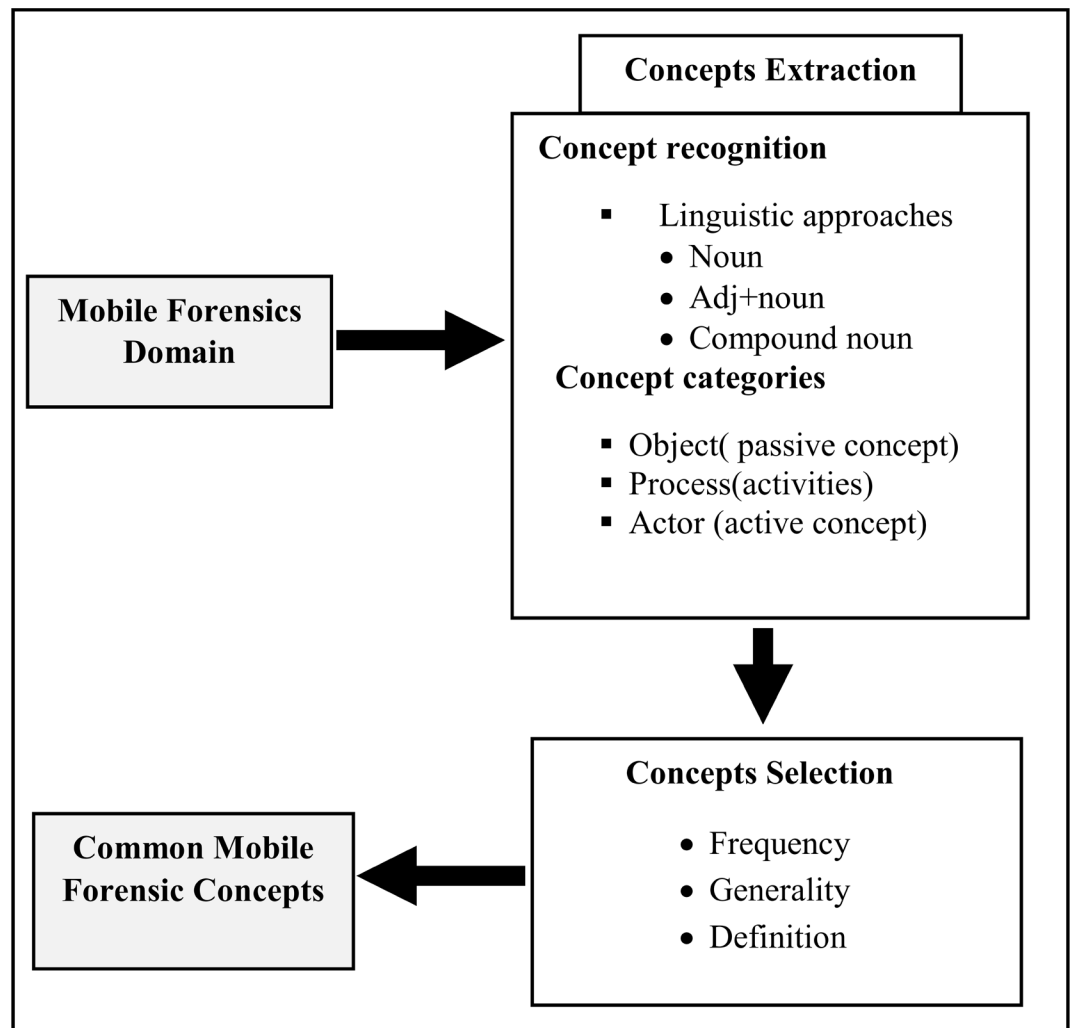 Concepts Extraction
Concept recognition
▪ Linguistic approaches
• Noun
• Adj+noun
• Compound noun
Concept categories
▪ Object( passive concept)
▪ Process(activities)
▪ Actor (active concept)
Mobile Forensics
Domain
Concepts Selection
• Frequency
• Generality
• Definition
Common Mobile
Forensic Concepts